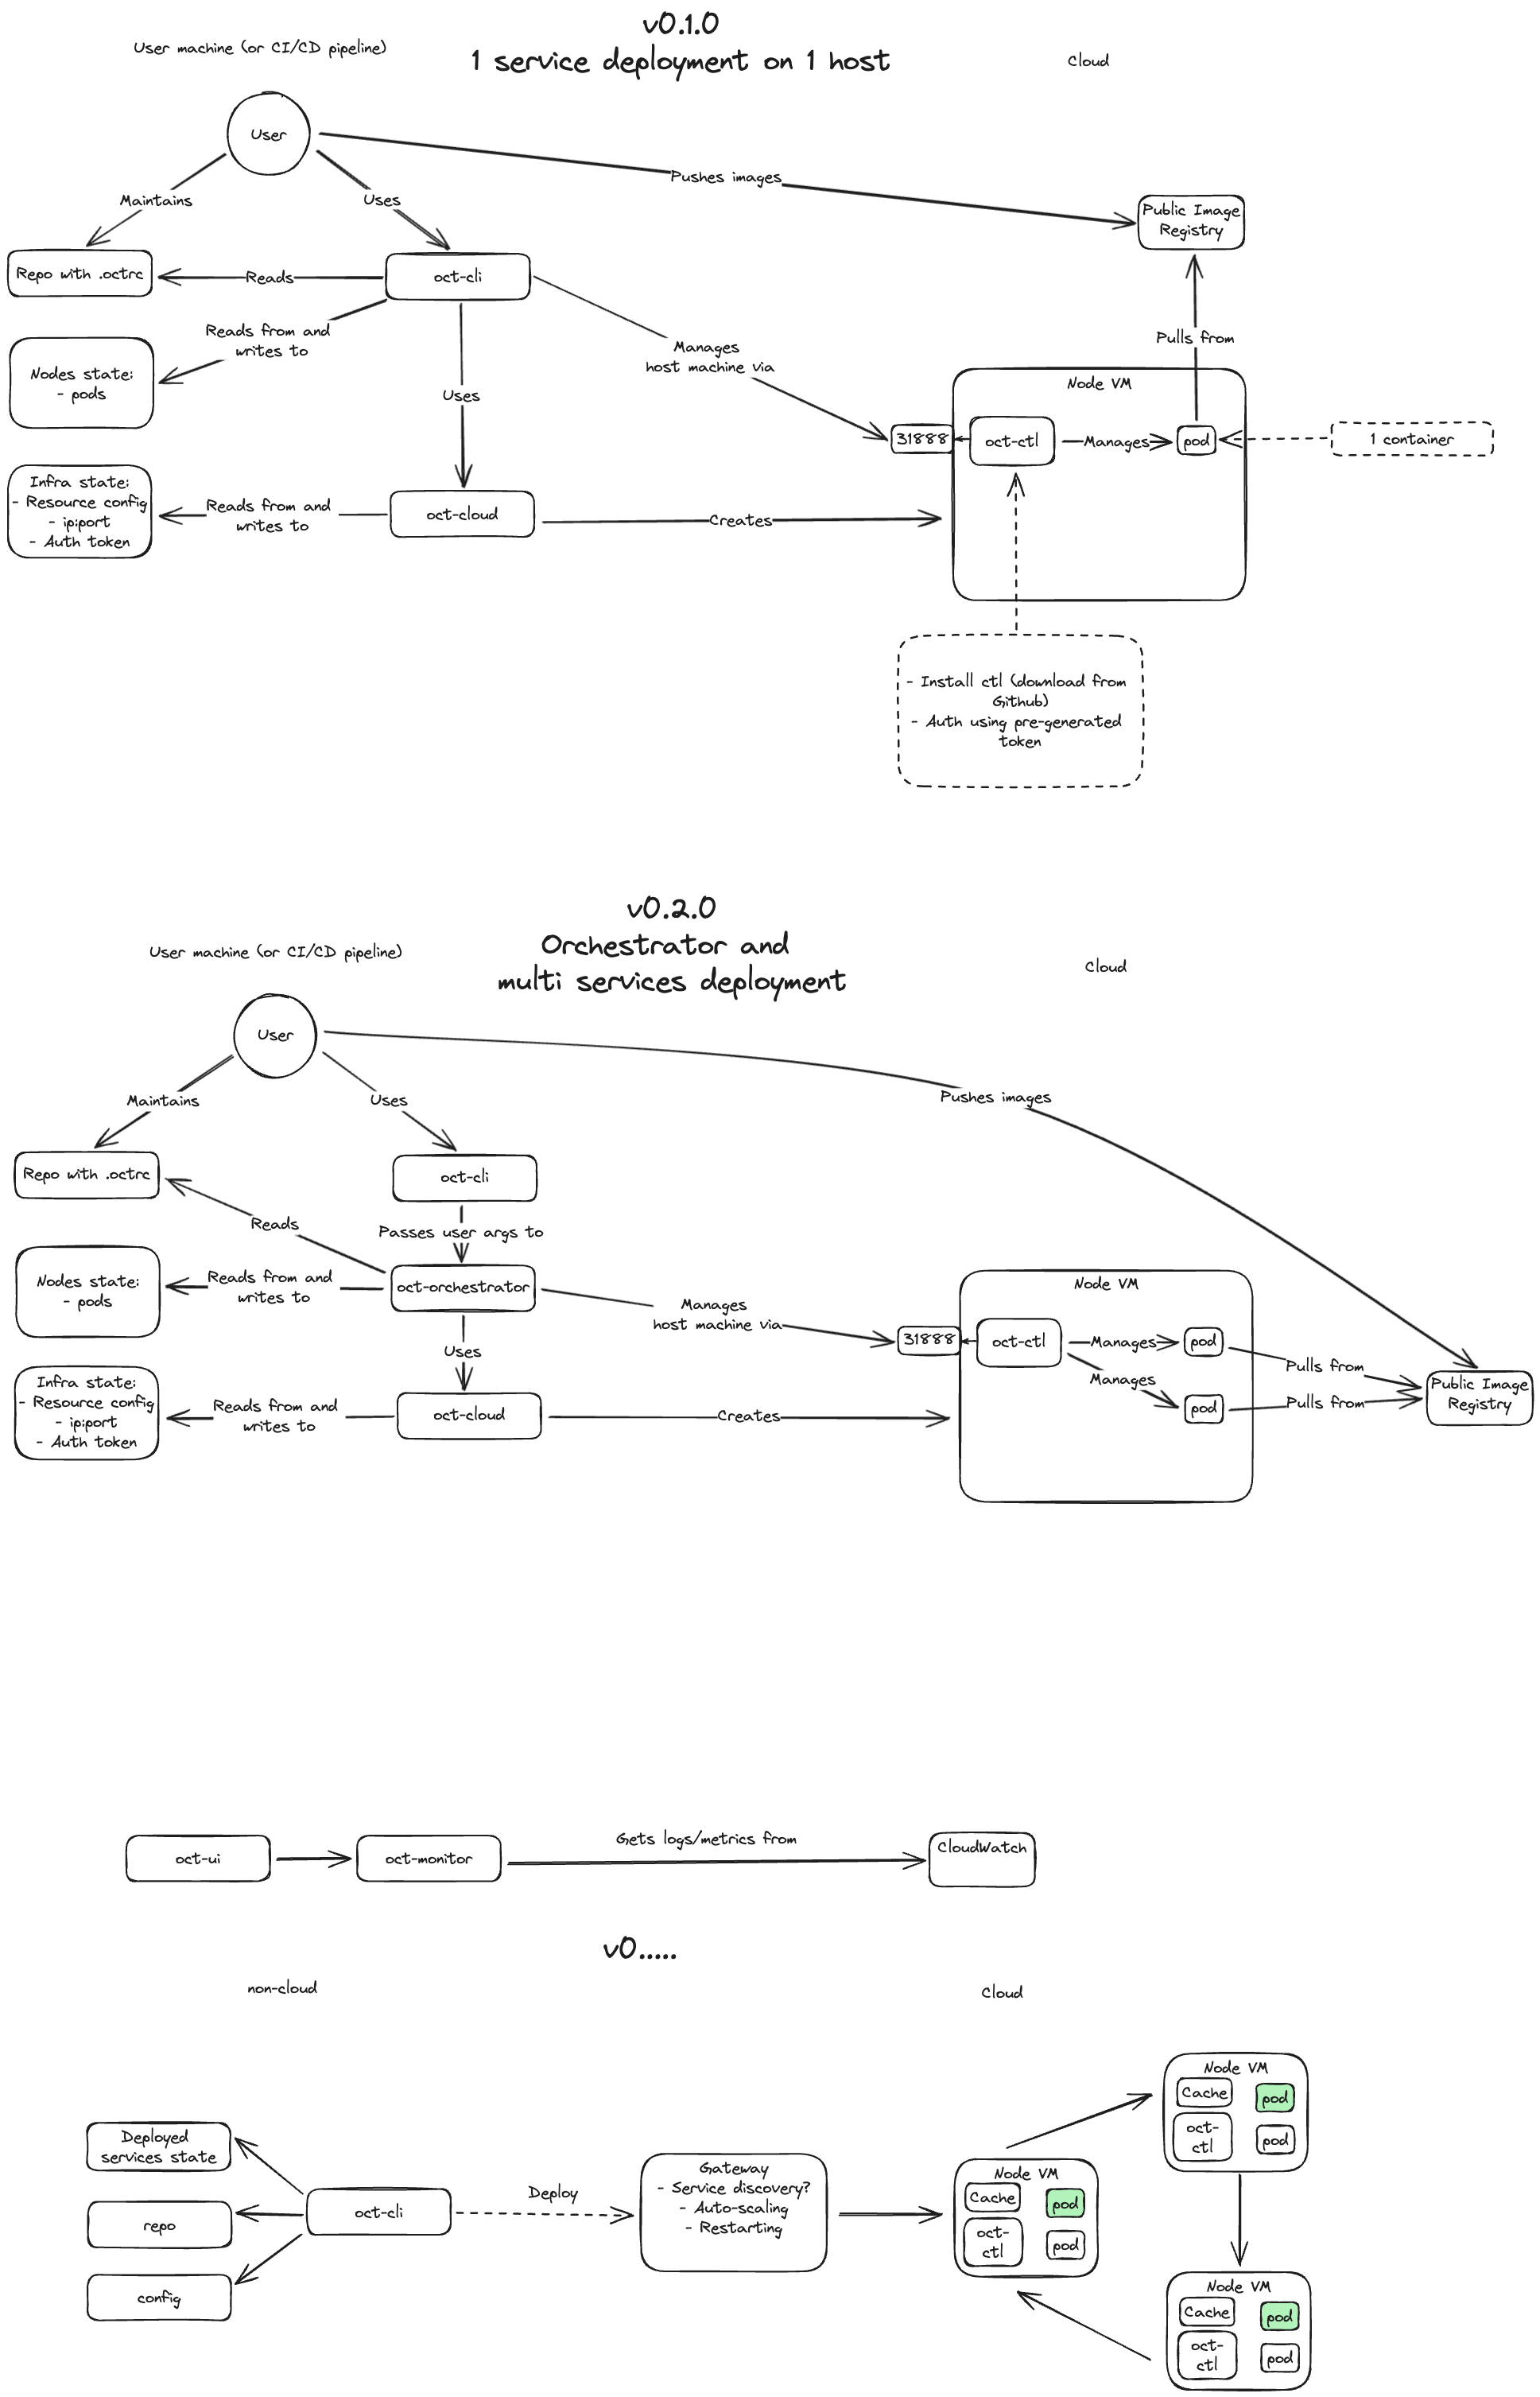 v0.1.0
1 service deployment on 1 host
User machine (or CI/CD pipeline)
Cloud
User
Pushes images
Maintains
Uses
Public Image
Registry
Repo with .octrc
Reads
oct-cli
Reads from and
writes to
Manages
host machine via
Pulls from
Nodes state:
- pods
Uses
Node VM
31888
oct-ctl
Manages
pod
1 container
Infra state:
- Resource config
- ip:port
- Auth token
Reads from and
writes to
oct-cloud
Creates
- Install ctl (download from
Github)
- Auth using pre-generated
token
v0.2.0
Orchestrator and
multi services deployment
User machine (or CI/CD pipeline)
Cloud
User
Pushes images
Maintains
Uses
Repo with .octrc
oct-cli
Reads
Passes user args to
Nodes state:
- pods
Reads from and
writes to
oct-orchestrator
Manages
host machine via
Node VM
31888
oct-ctl
Manages
pod
Manages
pod
Pulls from
Pulls from
Public Image
Registry
Uses
Infra state:
- Resource config
- ip:port
- Auth token
Reads from and
writes to
oct-cloud
Creates
oct-ui
oct-monitor
Gets logs/metrics from
CloudWatch
v0.....
non-cloud
Cloud
Deployed
services state
repo
config
oct-cli
Deploy
Gateway
- Service discovery?
- Auto-scaling
- Restarting
Node VM
Cache
pod
oct-
ctl
pod
Node VM
Cache
pod
oct-
ctl
pod
Node VM
Cache
pod
oct-
ctl
pod